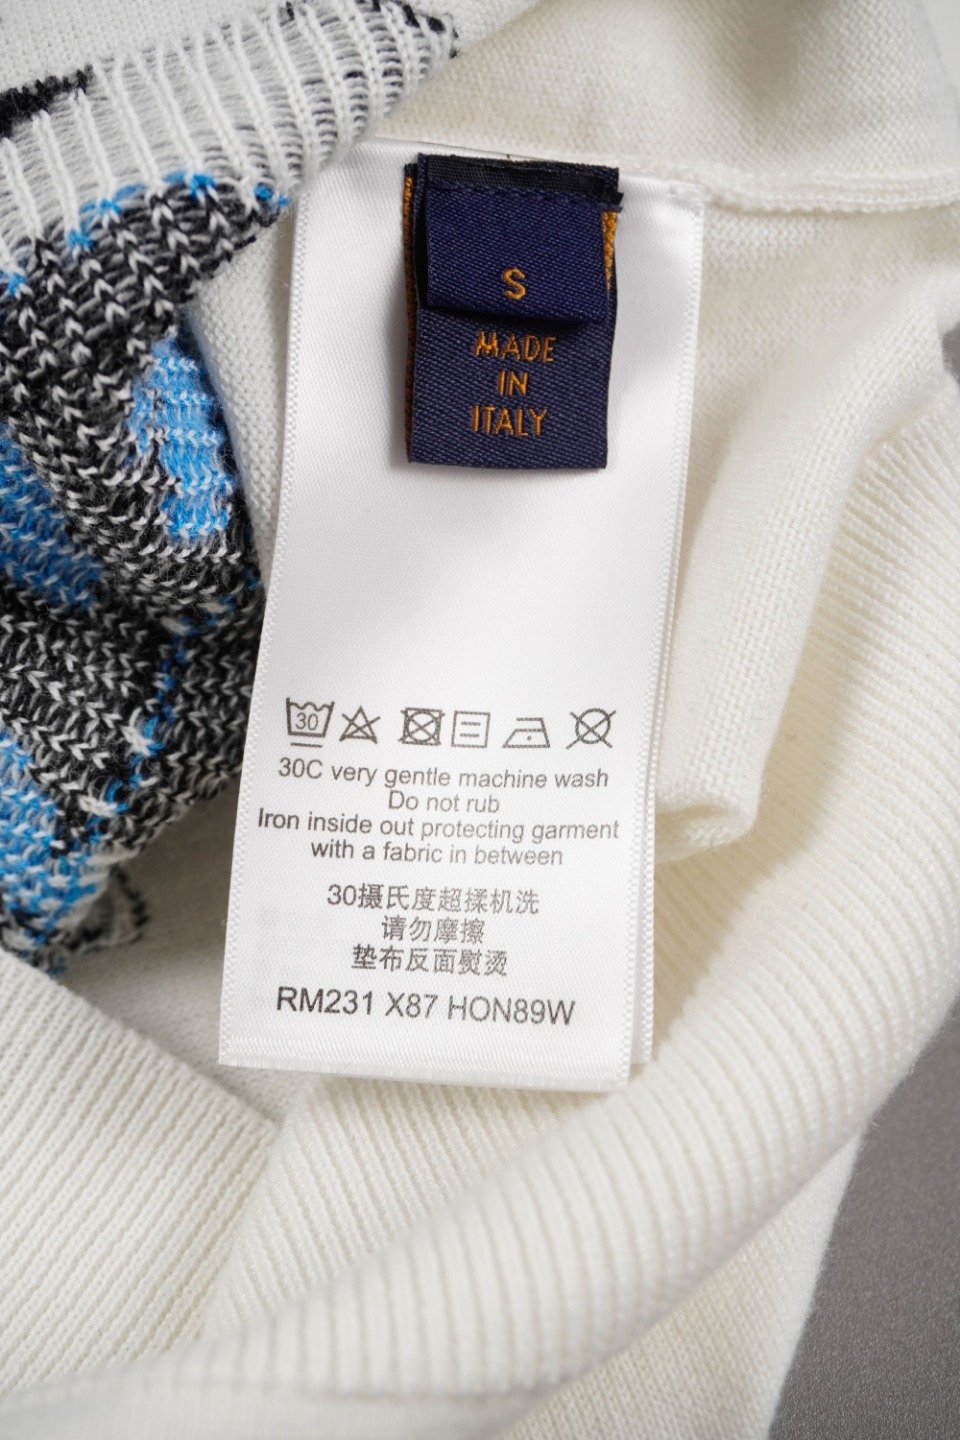 S
MADE
IN
ITALY
30
30C very gentle machine wash
Do not rub
Iron inside out protecting garment
with a fabric in between
30摄氏度超揉机洗
请勿摩擦
垫布反面熨烫
RM231 X87 HON89W